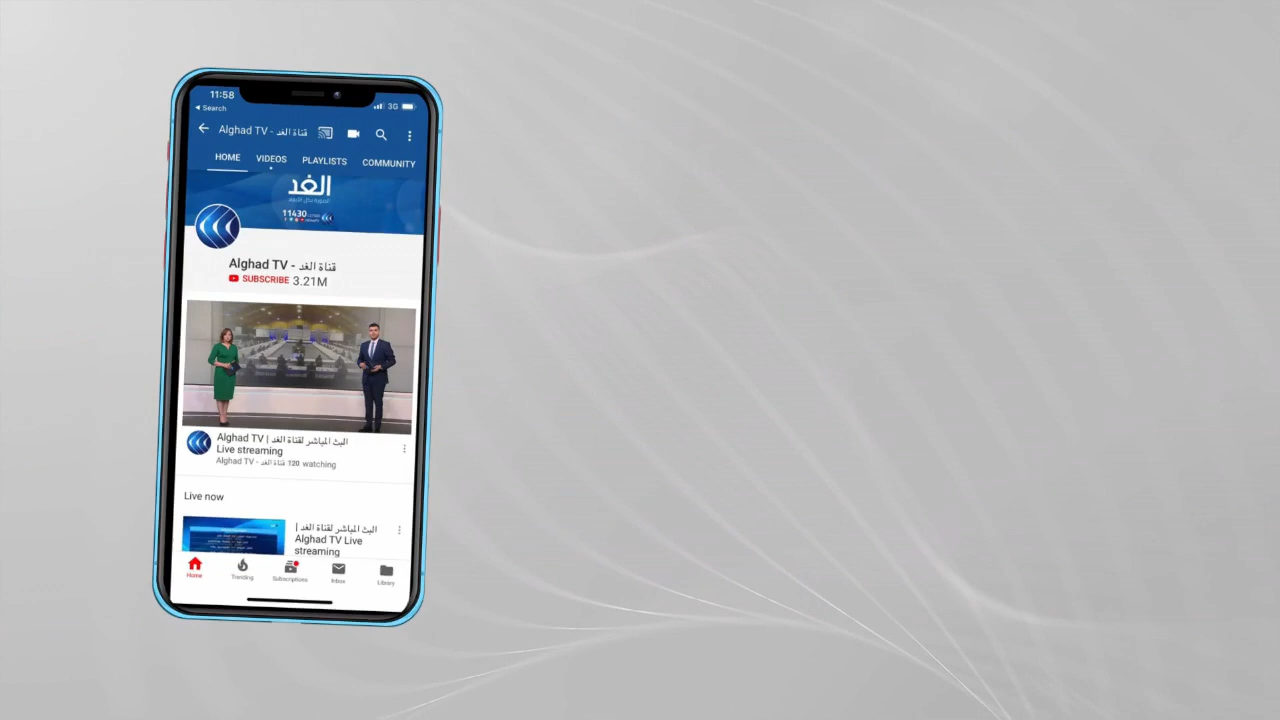 11:58
Search
3G
Alghad TV - قناة الغد
HOME VIDEOS PLAYLISTS COMMUNITY
الغد
11430
Alghad TV - قناة الغد
SUBSCRIBE 3.21M
Alghad TV | البث المباشر لقناة الغد
Live streaming
Alghad TV - قناة الغد 120 watching
Live now
البث المباشر لقناة الغد |
Alghad TV Live
streaming
Home Trending Subscriptions Inbox Library